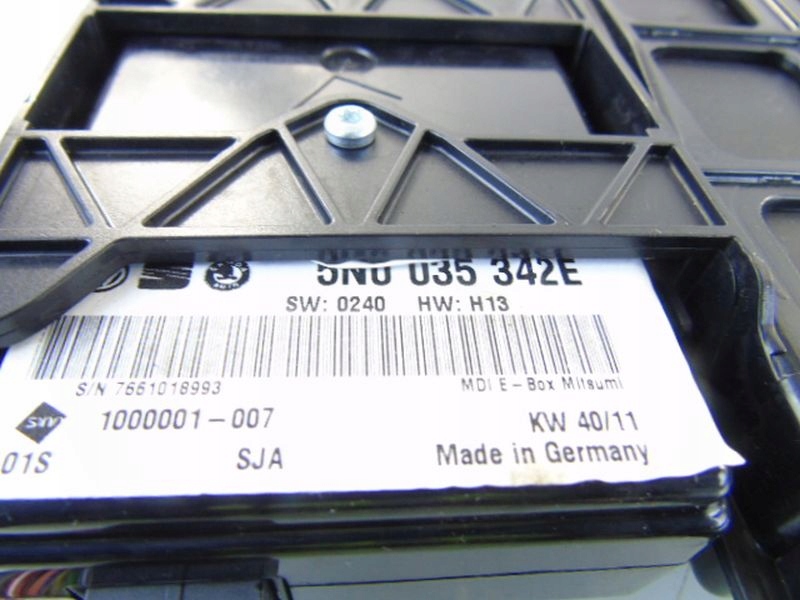 5N0 035 342E
SW: 0240 HW: H13
S/N 7661018993
MDI E-Box Mitsumi
1000001-007
KW 40/11
01S
SJA
Made in Germany